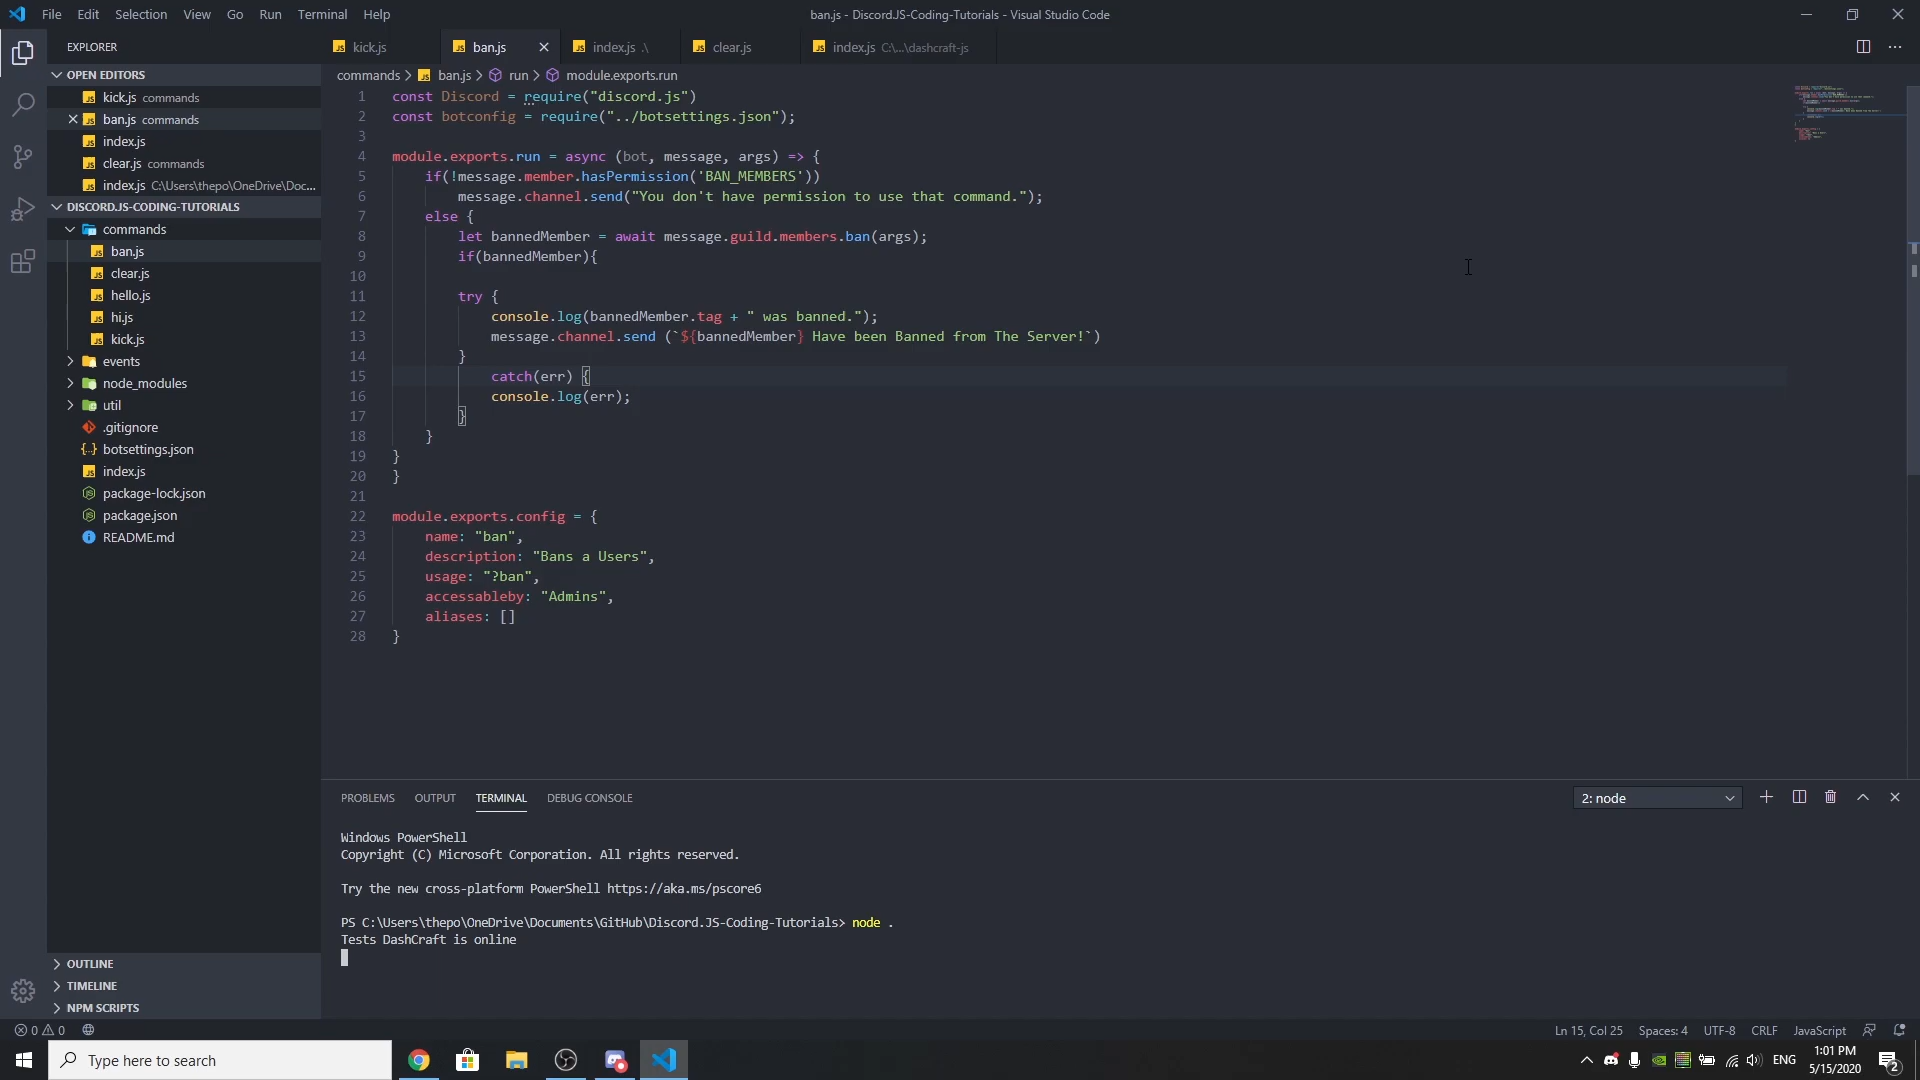 File Edit Selection View Go Run Terminal Help
ban.js - DiscordJS-Coding-Tutorials - Visual Studio Code
EXPLORER
OPEN EDITORS
kick.js commands
ban.js commands
index.js
clear.js commands
index.js C:\Users\thepo\OneDrive\Doc...
DISCORD.JS-CODING-TUTORIALS
commands
ban.js
clear.js
hello.js
hi.js
kick.js
events
node_modules
util
.gitignore
botsettings.json
index.js
package-lock.json
package.json
README.md
OUTLINE
TIMELINE
NPM SCRIPTS
kick.js ban.js index.js .\ clear.js index.js C:\...\dashcraft-js
commands > ban.js > run > module.exports.run
1 const Discord = require("discord.js")
2 const botconfig = require("../botsettings.json");
3
4 module.exports.run = async (bot, message, args) => {
5 if(!message.member.hasPermission('BAN_MEMBERS'))
6 message.channel.send("You don't have permission to use that command.");
7 else {
8 let bannedMember = await message.guild.members.ban(args);
9 if(bannedMember){
10
11 try {
12 console.log(bannedMember.tag + " was banned.");
13 message.channel.send (`${bannedMember} Have been Banned from The Server!`)
14 }
15 catch(err) {
16 console.log(err);
17 }
18 }
19 }
20 }
21
22 module.exports.config = {
23 name: "ban",
24 description: "Bans a Users",
25 usage: "?ban",
26 accessableby: "Admins",
27 aliases: []
28 }
PROBLEMS OUTPUT TERMINAL DEBUG CONSOLE
2: node
Windows PowerShell
Copyright (C) Microsoft Corporation. All rights reserved.
Try the new cross-platform PowerShell https://aka.ms/pscore6
PS C:\Users\thepo\OneDrive\Documents\GitHub\Discord.JS-Coding-Tutorials> node .
Tests DashCraft is online
0 0
Ln 15, Col 25 Spaces: 4 UTF-8 CRLF JavaScript
Type here to search
ENG
1:01 PM
5/15/2020
2